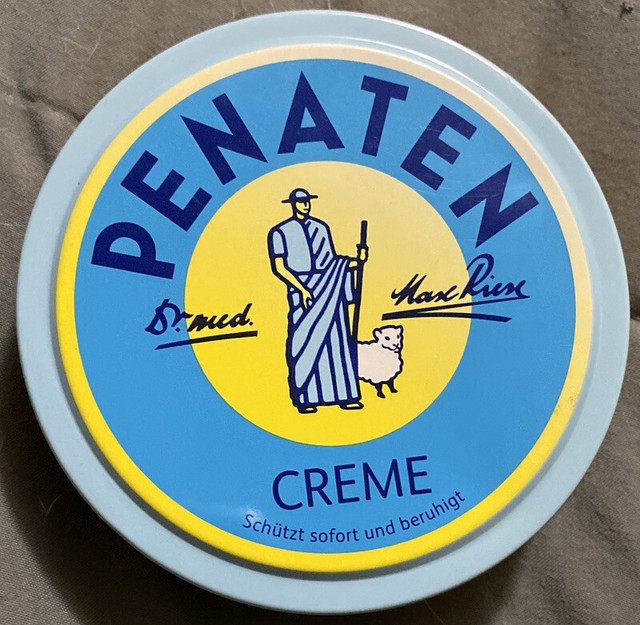 PENATEN
Dr. med. Max Riese
CREME
Schützt sofort und beruhigt